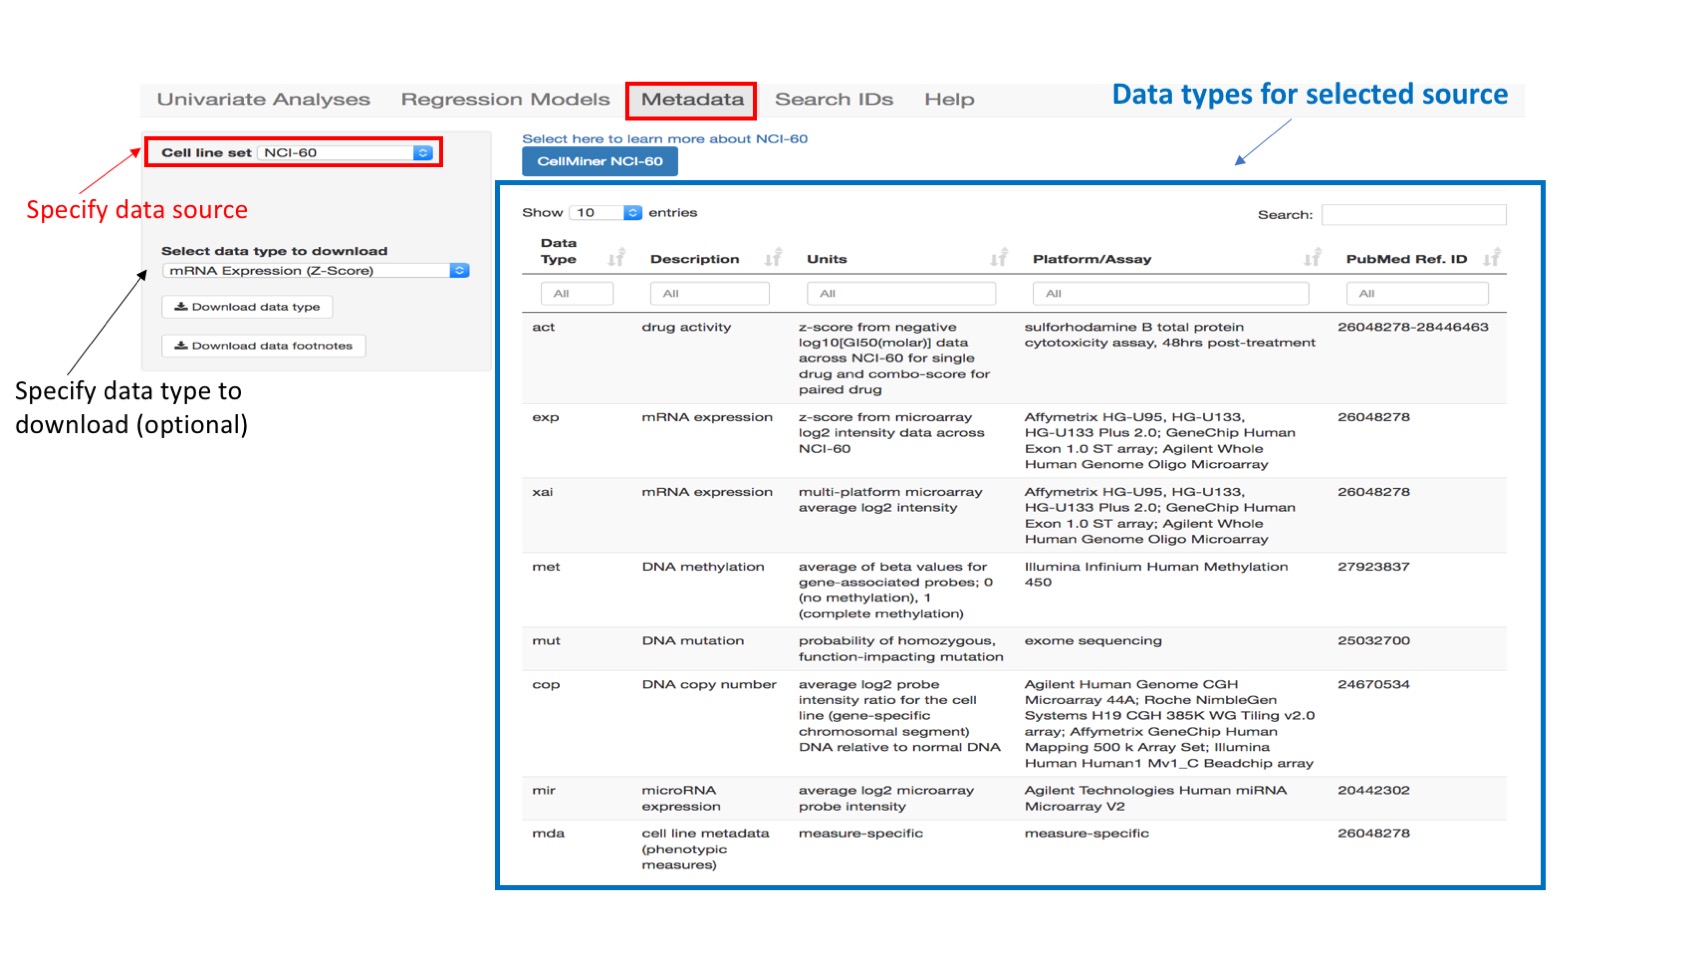 Data types for selected source
Univariate Analyses Regression Models Metadata Search IDs Help
Cell line set NCI-60
Specify data source
Select data type to download
mRNA Expression (Z-Score)
Download data type
Download data footnotes
Specify data type to
download (optional)
Select here to learn more about NCI-60
CellMiner NCI-60
Show 10 entries
Search:
Data
Type Description Units Platform/Assay PubMed Ref. ID
All All All All All
act drug activity z-score from negative sulforhodamine B total protein 26048278-28446463
log10[GI50(molar)] data cytotoxicity assay, 48hrs post-treatment
across NCI-60 for single
drug and combo-score for
paired drug
exp mRNA expression z-score from microarray Affymetrix HG-U95, HG-U133, 26048278
log2 intensity data across HG-U133 Plus 2.0; GeneChip Human
NCI-60 Exon 1.0 ST array; Agilent Whole
Human Genome Oligo Microarray
xai mRNA expression multi-platform microarray Affymetrix HG-U95, HG-U133, 26048278
average log2 intensity HG-U133 Plus 2.0; GeneChip Human
Exon 1.0 ST array; Agilent Whole
Human Genome Oligo Microarray
met DNA methylation average of beta values for Illumina Infinium Human Methylation 27923837
gene-associated probes; 0 450
(no methylation), 1
(complete methylation)
mut DNA mutation probability of homozygous, exome sequencing 25032700
function-impacting mutation
cop DNA copy number average log2 probe Agilent Human Genome CGH 24670534
intensity ratio for the cell Microarray 44A; Roche NimbleGen
line (gene-specific Systems H19 CGH 385K WG Tiling v2.0
chromosomal segment) array; Affymetrix GeneChip Human
DNA relative to normal DNA Mapping 500 k Array Set; Illumina
Human Human1 Mv1_C Beadchip array
mir microRNA average log2 microarray Agilent Technologies Human miRNA 20442302
expression probe intensity Microarray V2
mda cell line metadata measure-specific measure-specific 26048278
(phenotypic
measures)